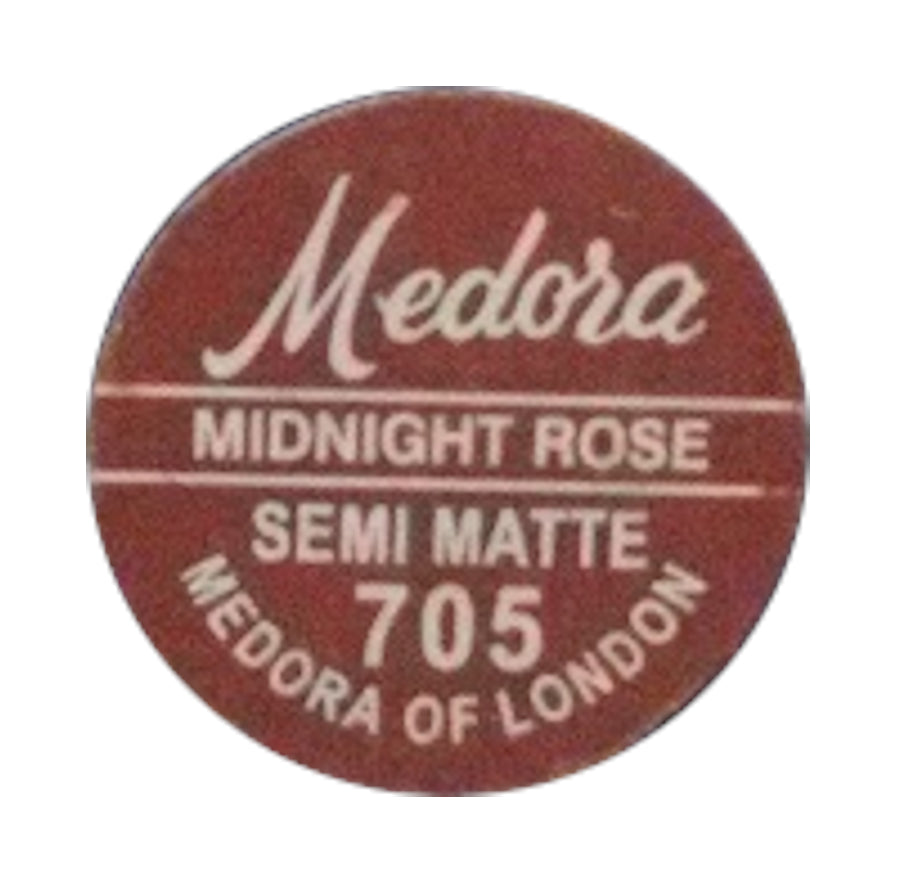 Medora
MIDNIGHT ROSE
SEMI MATTE
705
MEDORA OF LONDON